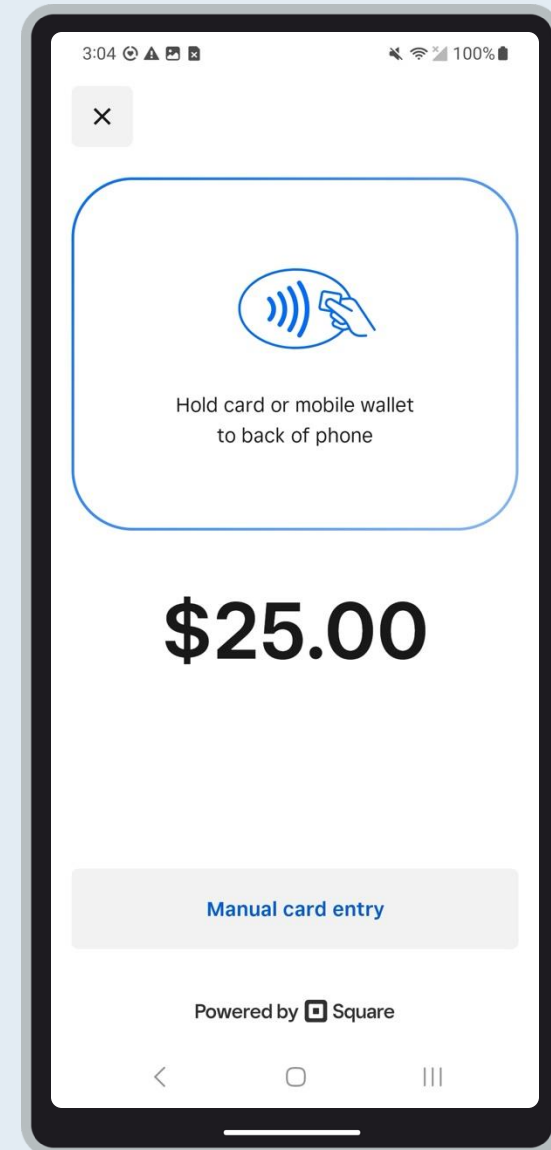 3:04 100%
Hold card or mobile wallet
to back of phone
$25.00
Manual card entry
Powered by Square